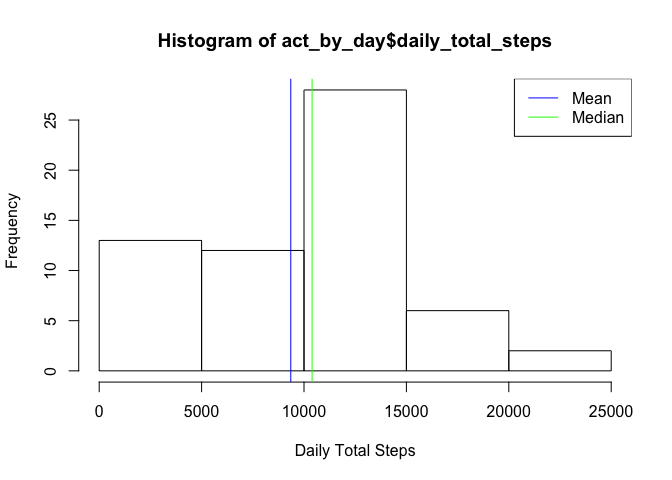 Histogram of act_by_day$daily_total_steps
Mean
Median
Frequency
25
20
15
10
5
0
0 5000 10000 15000 20000 25000
Daily Total Steps